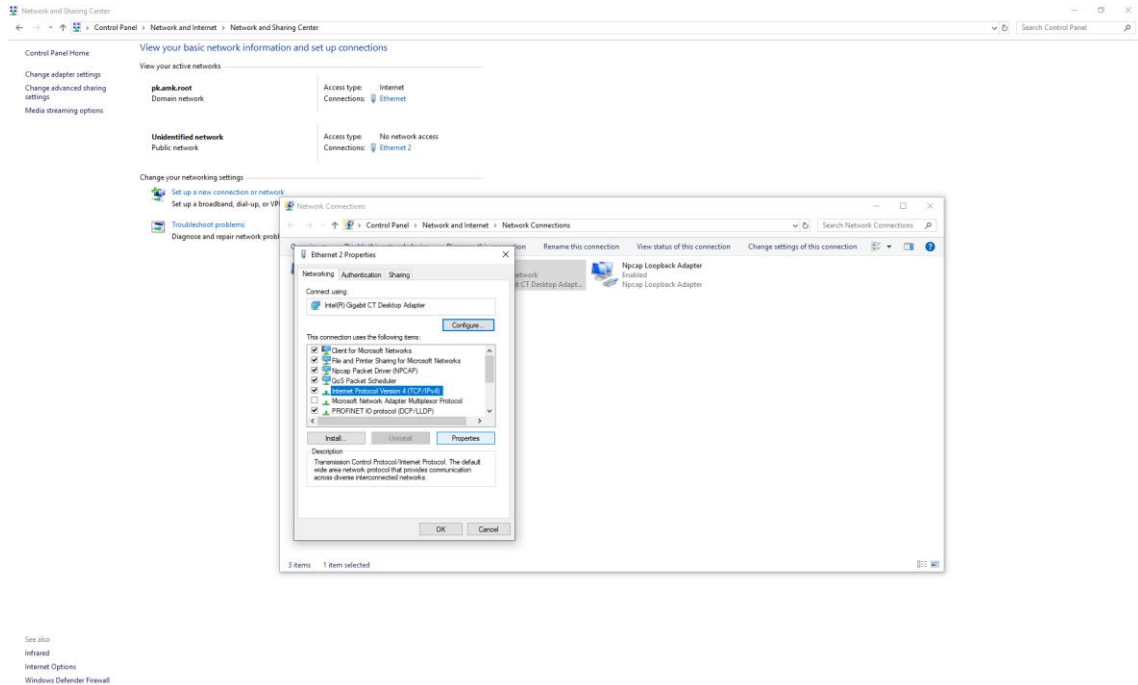 Network and Sharing Center
Control Panel > Network and Internet > Network and Sharing Center
Search Control Panel
Control Panel Home
Change adapter settings
Change advanced sharing
settings
Media streaming options
View your basic network information and set up connections
View your active networks
pk.amk.root
Domain network
Access type: Internet
Connections: Ethernet
Unidentified network
Public network
Access type: No network access
Connections: Ethernet 2
Change your networking settings
Set up a new connection or network
Set up a broadband, dial-up, or VP
Troubleshoot problems
Diagnose and repair network probl
Network Connections
Control Panel > Network and Internet > Network Connections
Search Network Connections
Rename this connection
View status of this connection
Change settings of this connection
Npcap Loopback Adapter
Enabled
Npcap Loopback Adapter
CT Desktop Adapt...
Ethernet 2 Properties
Networking Authentication Sharing
Connect using:
Intel(R) Gigabit CT Desktop Adapter
Configure...
This connection uses the following items:
Client for Microsoft Networks
File and Printer Sharing for Microsoft Networks
Npcap Packet Driver (NPCAP)
QoS Packet Scheduler
Internet Protocol Version 4 (TCP/IPv4)
Microsoft Network Adapter Multiplexor Protocol
PROFINET IO protocol (DCP/LLDP)
Install...
Uninstall
Properties
Description
Transmission Control Protocol/Internet Protocol. The default
wide area network protocol that provides communication
across diverse interconnected networks.
OK
Cancel
3 items 1 item selected
See also
Infrared
Internet Options
Windows Defender Firewall